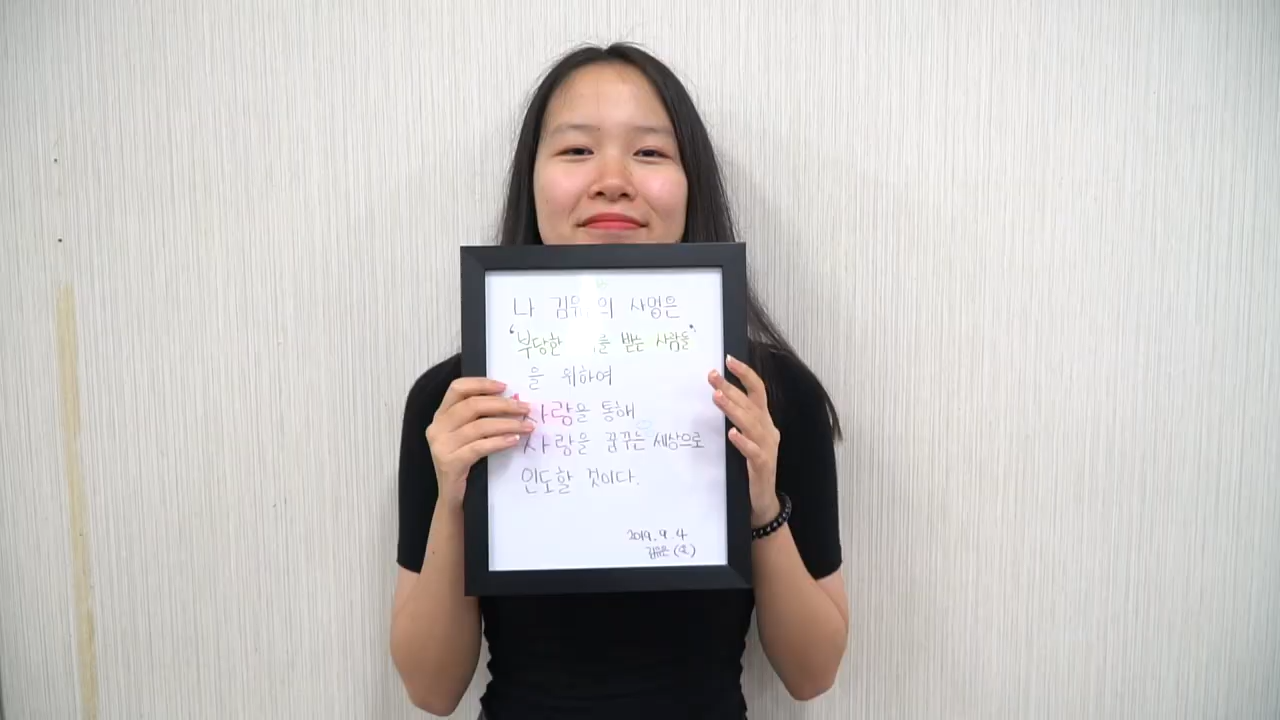 나 의 사명은
'부당한 을 받는 사람들'
을 위하여
사랑을 통해
사랑을 꿈꾸는 세상으로
인도할 것이다.
2019. 9. 4